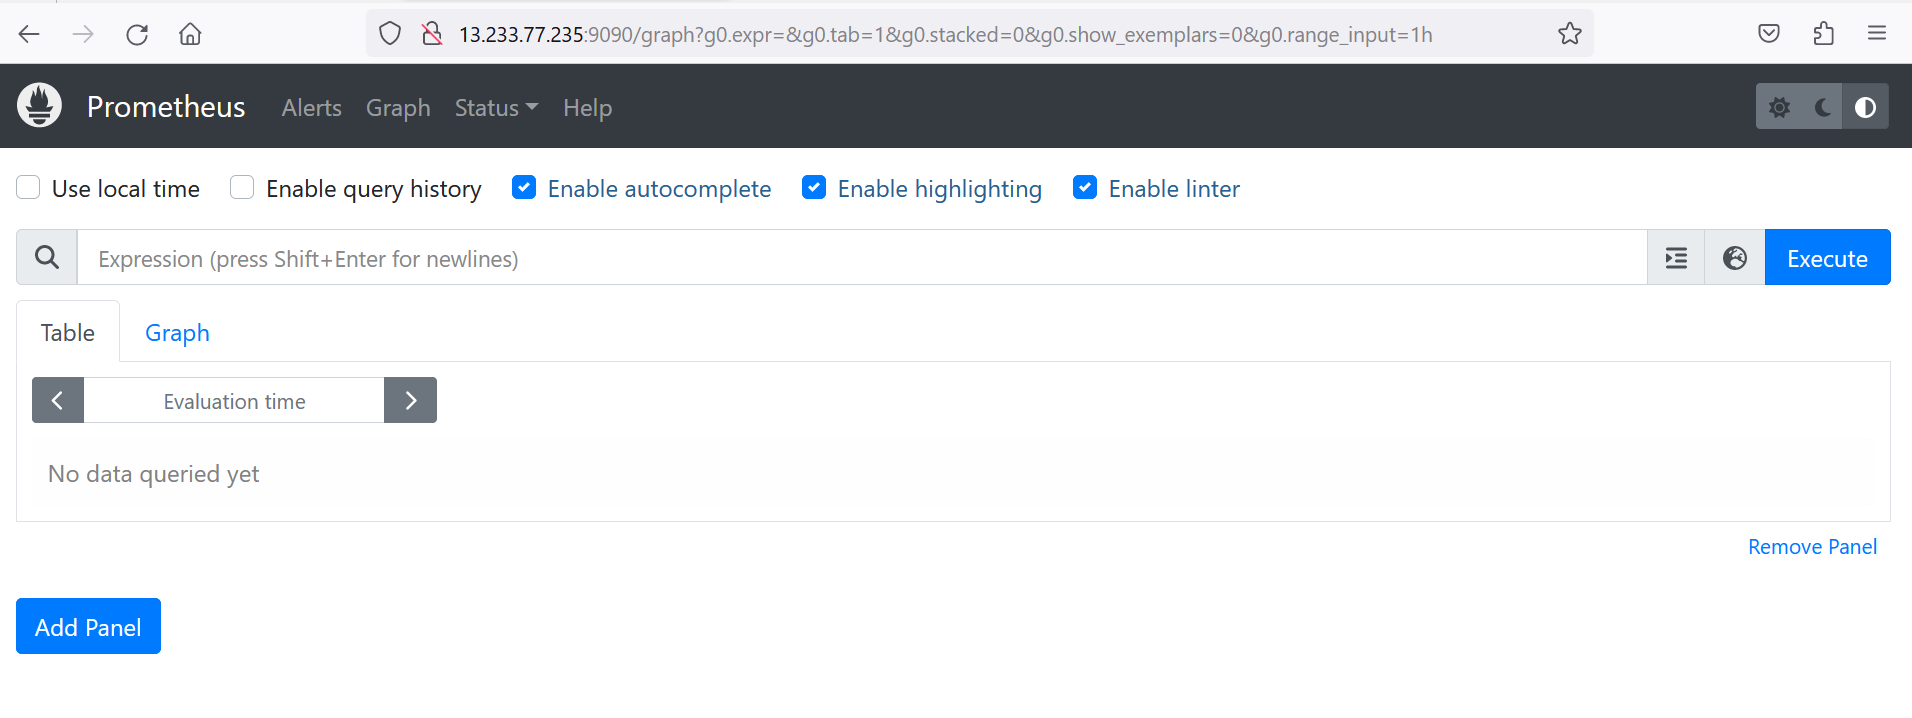 13.233.77.235:9090/graph?g0.expr=&g0.tab=1&g0.stacked=0&g0.show_exemplars=0&g0.range_input=1h
Prometheus Alerts Graph Status Help
Use local time Enable query history Enable autocomplete Enable highlighting Enable linter
Expression (press Shift+Enter for newlines) Execute
Table Graph
Evaluation time
No data queried yet
Remove Panel
Add Panel